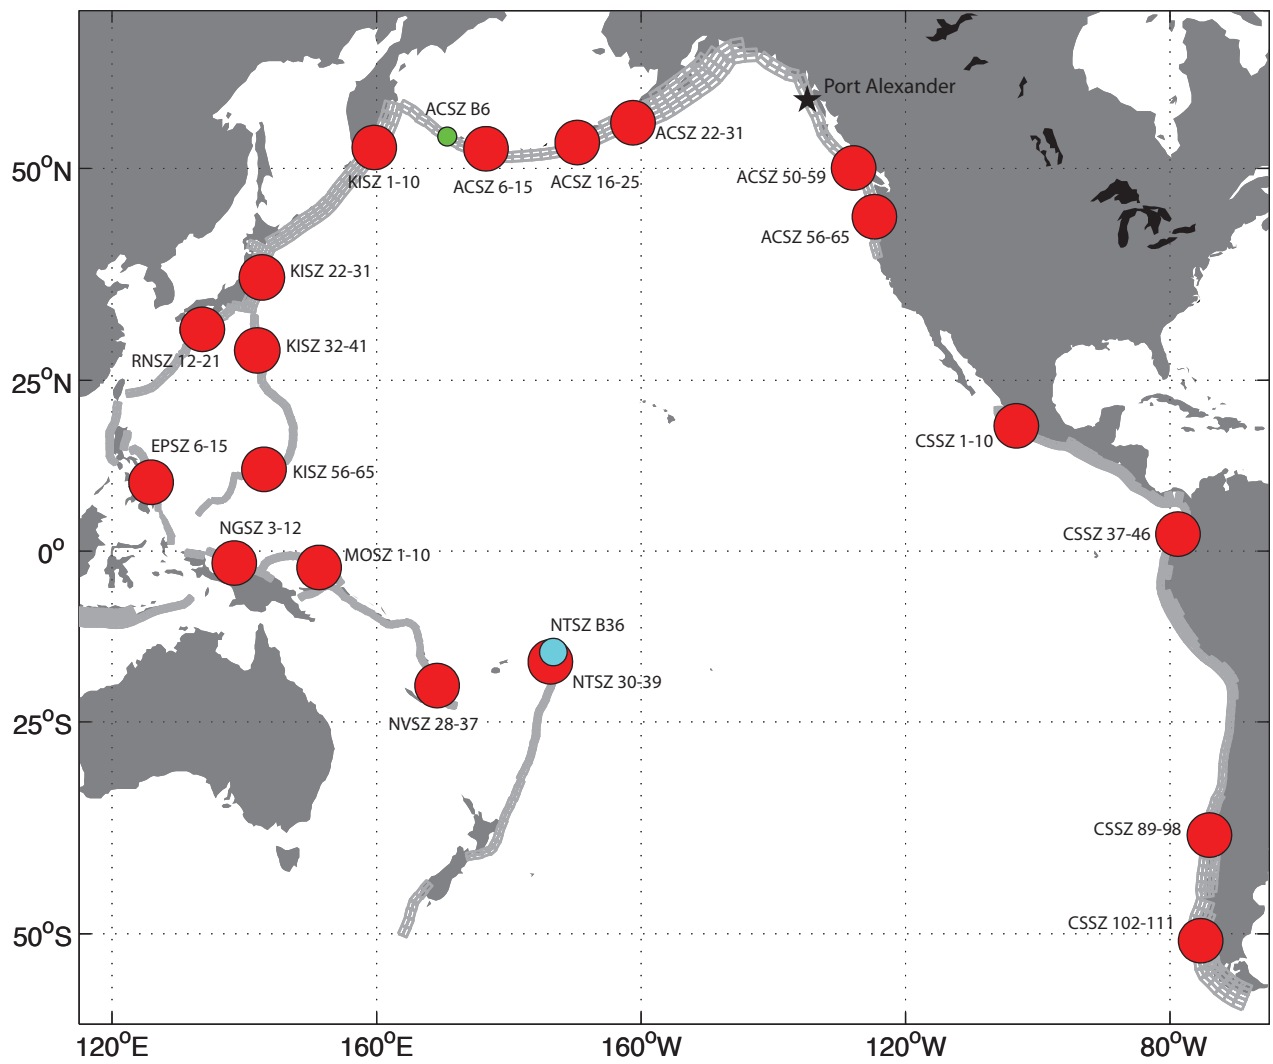 Port Alexander
ACSZ B6
ACSZ 22-31
50°N
KISZ 1-10
ACSZ 6-15
ACSZ 16-25
ACSZ 50-59
ACSZ 56-65
KISZ 22-31
KISZ 32-41
RNSZ 12-21
25°N
CSSZ 1-10
EPSZ 6-15
KISZ 56-65
NGSZ 3-12
CSSZ 37-46
0°
MOSZ 1-10
NTSZ B36
NTSZ 30-39
25°S
NVSZ 28-37
CSSZ 89-98
CSSZ 102-111
50°S
120°E
160°E
160°W
120°W
80°W